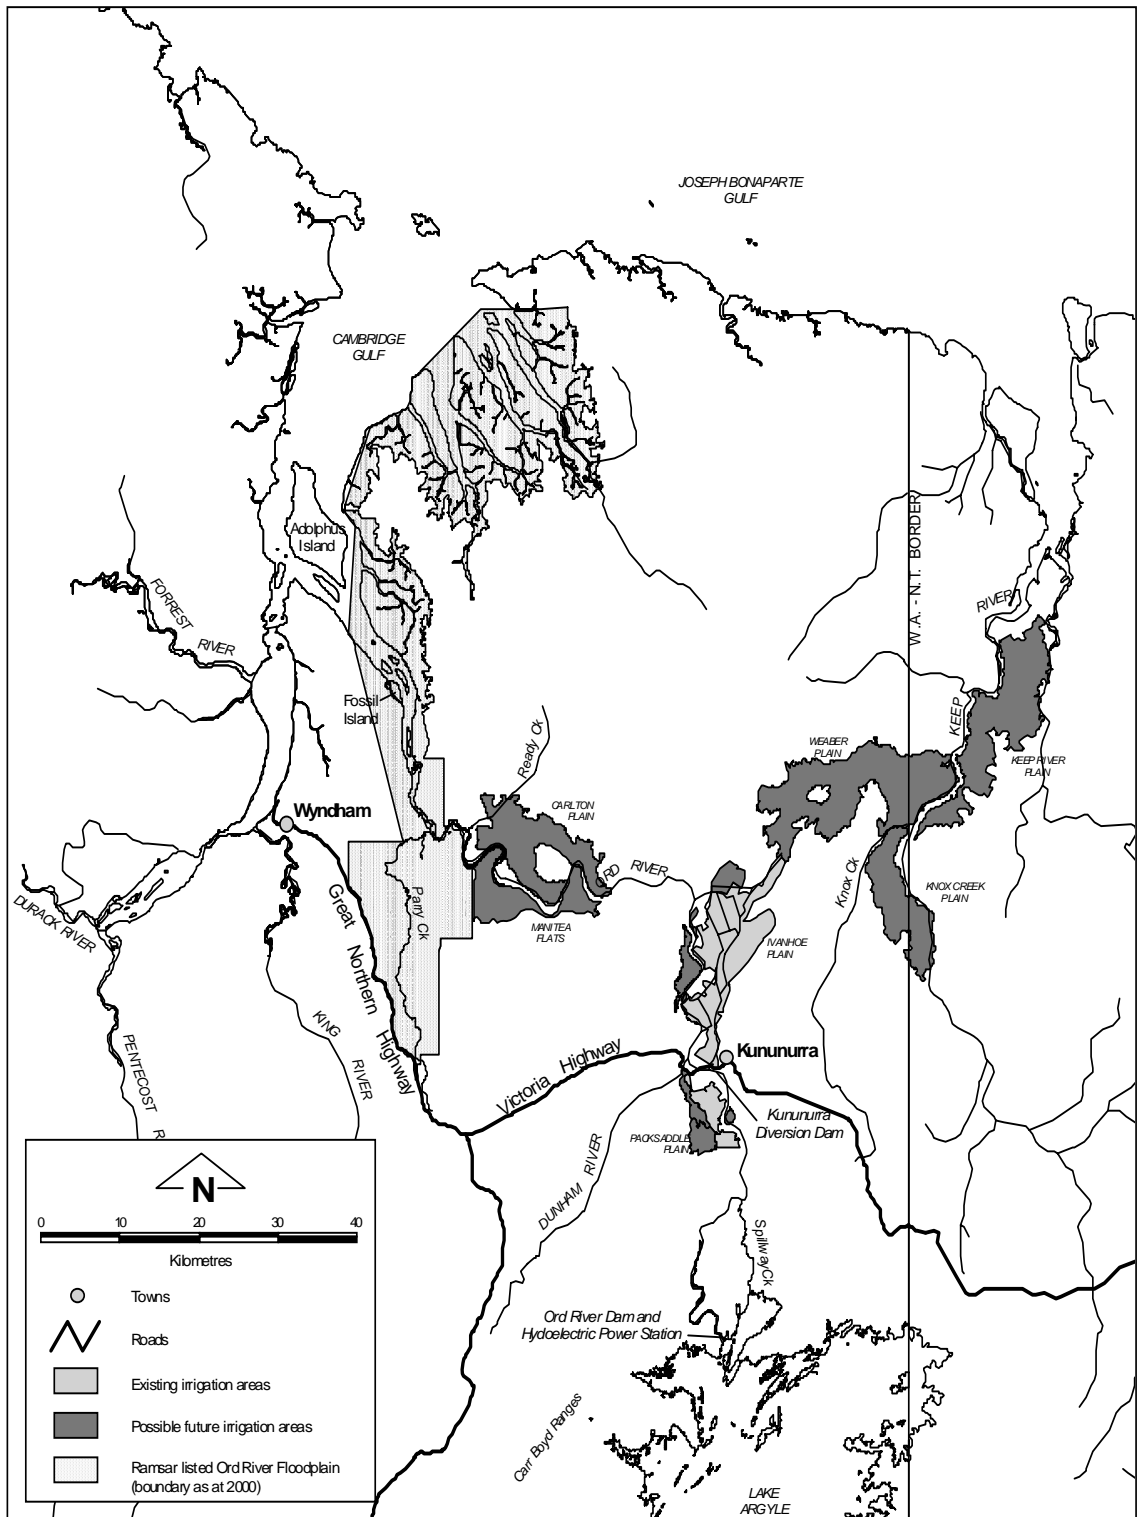 JOSEPH BONAPARTE
GULF
CAMBRIDGE
GULF
Adolphus
Island
FORREST
RIVER
W.A. - N.T. BORDER
RIVER
KEEP
Fossil
Island
Ready Ck
WEABER
PLAIN
KEEP RIVER
PLAIN
Wyndham
CARLTON
PLAIN
ORD RIVER
Knox Ck
KNOX CREEK
PLAIN
DURACK RIVER
Great Northern Highway
Parry Ck
MANITEA
FLATS
IVANHOE
PLAIN
PENTECOST R
KING RIVER
Victoria Highway
Kununurra
Kununurra
Diversion Dam
PACKSADDLE
PLAIN
DUNHAM RIVER
Spillway Ck
Ord River Dam and
Hydoelectric Power Station
Carr Boyd Ranges
LAKE
ARGYLE
N
0 10 20 30 40
Kilometres
Towns
Roads
Existing irrigation areas
Possible future irrigation areas
Ramsar listed Ord River Floodplain
(boundary as at 2000)